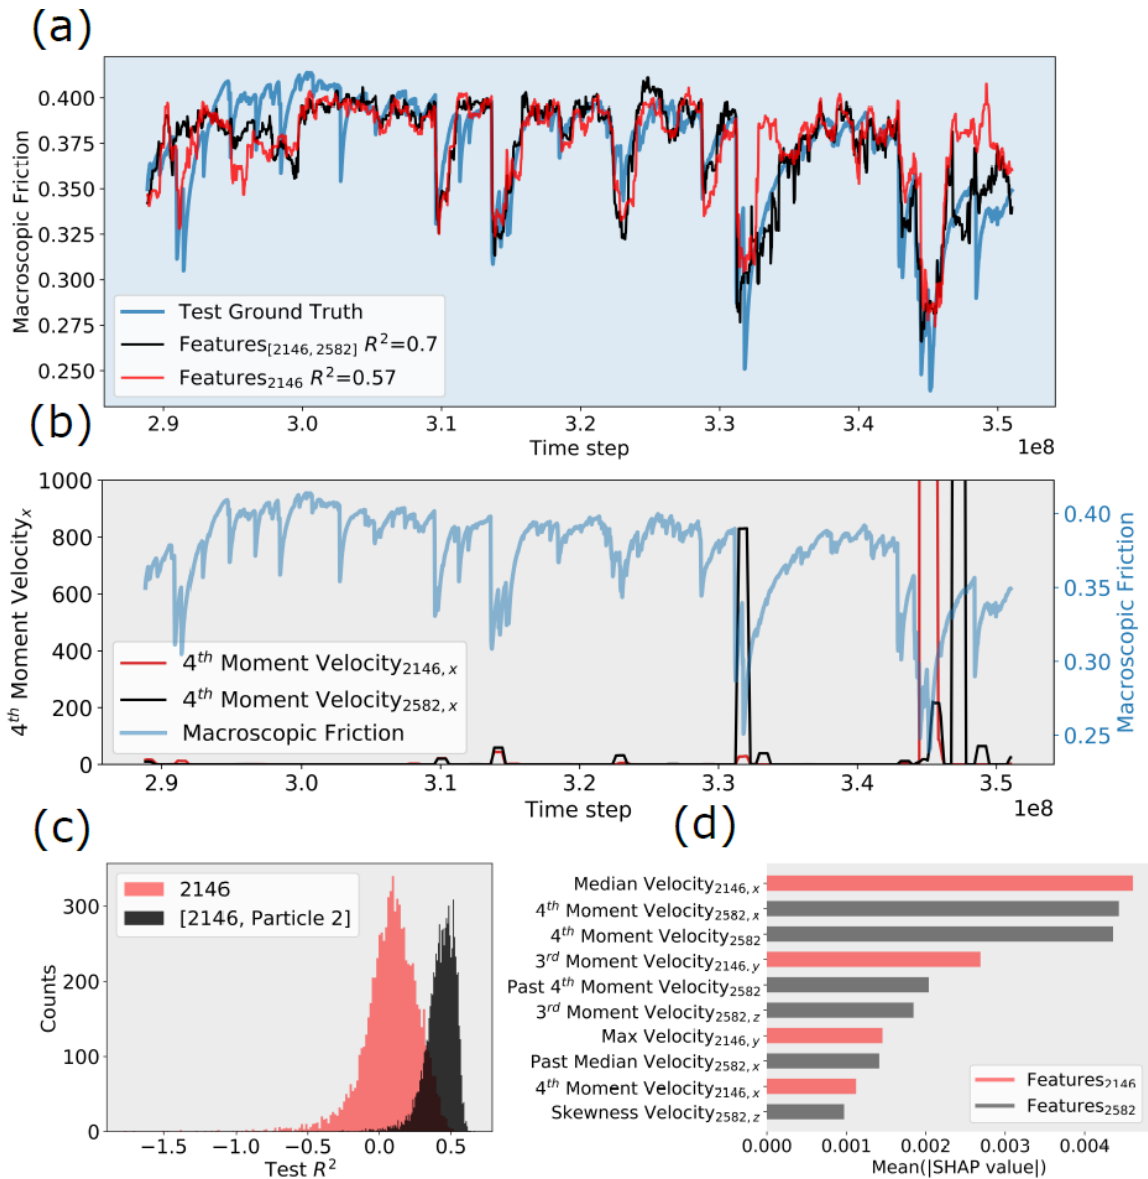 (a)
0.400
0.375
0.350
0.325
0.300
0.275
0.250
Macroscopic Friction
Test Ground Truth
Features[2146, 2582] R²=0.7
Features2146 R²=0.57
2.9 3.0 3.1 3.2 3.3 3.4 3.5
Time step
1e8
(b)
1000
800
600
400
200
0
4th Moment Velocityx
4th Moment Velocity2146, x
4th Moment Velocity2582, x
Macroscopic Friction
0.40
0.35
0.30
0.25
Macroscopic Friction
2.9 3.0 3.1 3.2 3.3 3.4 3.5
Time step
1e8
(c)
300
200
100
0
Counts
2146
[2146, Particle 2]
−1.5 −1.0 −0.5 0.0 0.5
Test R²
(d)
Median Velocity2146, x
4th Moment Velocity2582, x
4th Moment Velocity2582
3rd Moment Velocity2146, y
Past 4th Moment Velocity2582
3rd Moment Velocity2582, z
Max Velocity2146, y
Past Median Velocity2582, x
4th Moment Velocity2146, x
Skewness Velocity2582, z
Features2146
Features2582
0.000 0.001 0.002 0.003 0.004
Mean(|SHAP value|)